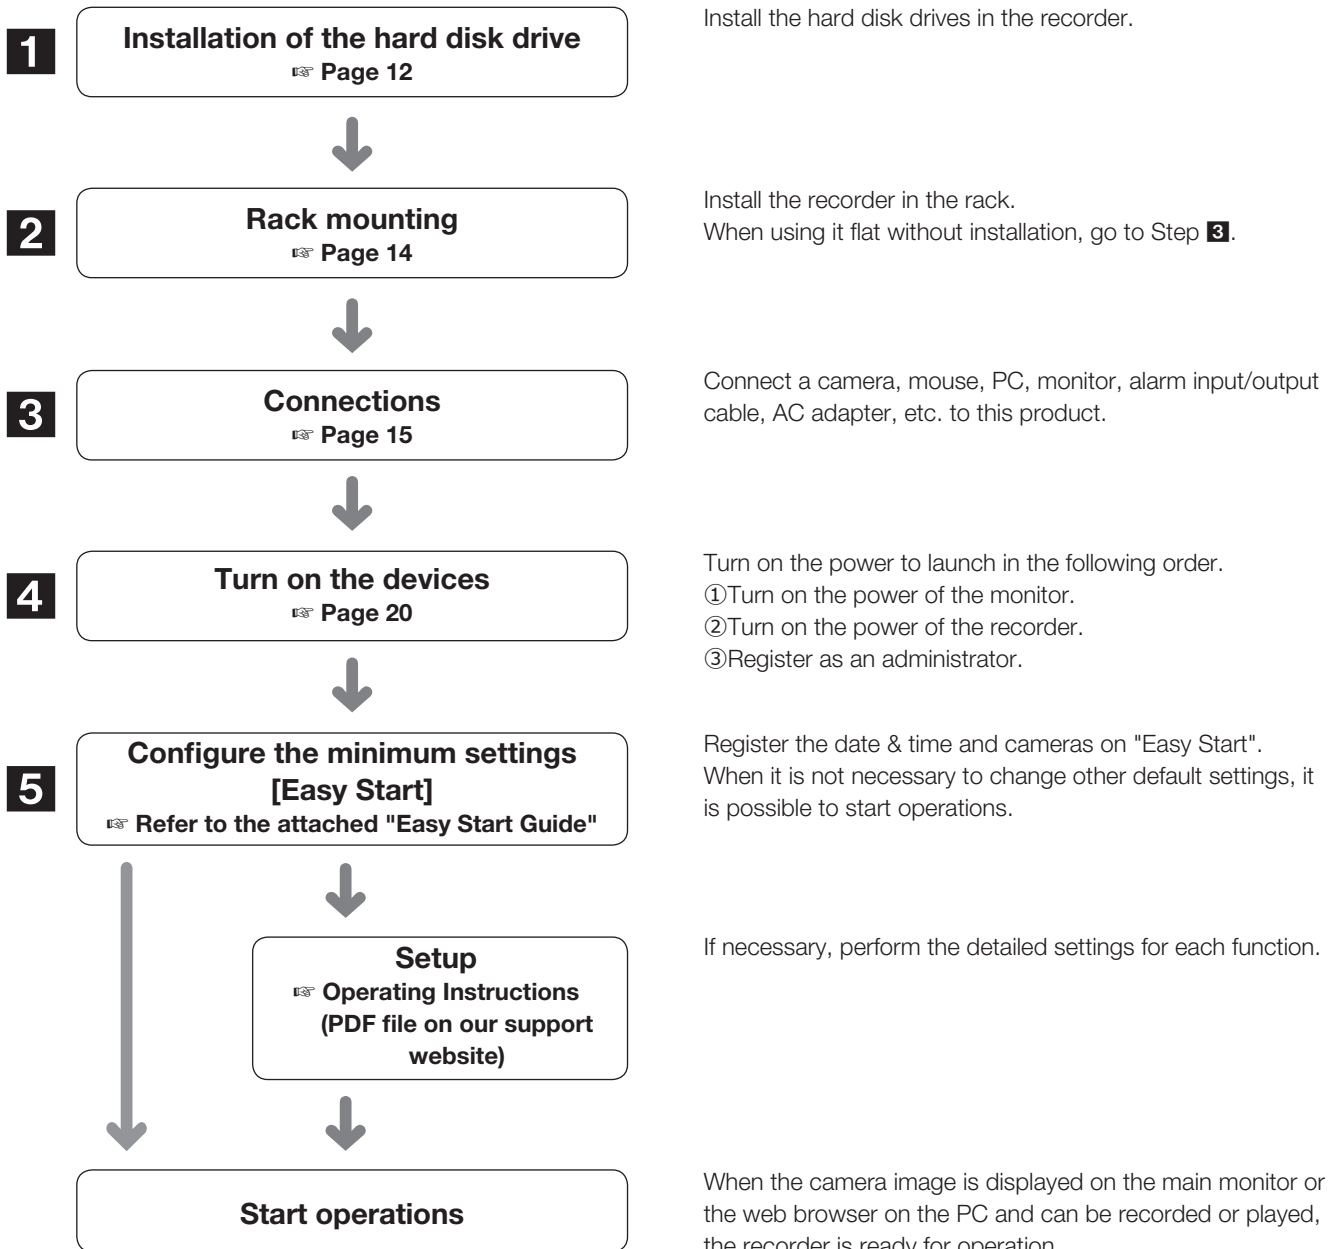 1
Installation of the hard disk drive
☞ Page 12
Install the hard disk drives in the recorder.
2
Rack mounting
☞ Page 14
Install the recorder in the rack.
When using it flat without installation, go to Step 3.
3
Connections
☞ Page 15
Connect a camera, mouse, PC, monitor, alarm input/output
cable, AC adapter, etc. to this product.
4
Turn on the devices
☞ Page 20
Turn on the power to launch in the following order.
①Turn on the power of the monitor.
②Turn on the power of the recorder.
③Register as an administrator.
5
Configure the minimum settings
[Easy Start]
☞ Refer to the attached "Easy Start Guide"
Register the date & time and cameras on "Easy Start".
When it is not necessary to change other default settings, it
is possible to start operations.
Setup
☞ Operating Instructions
(PDF file on our support
website)
If necessary, perform the detailed settings for each function.
Start operations
When the camera image is displayed on the main monitor or
the web browser on the PC and can be recorded or played,
the recorder is ready for operation